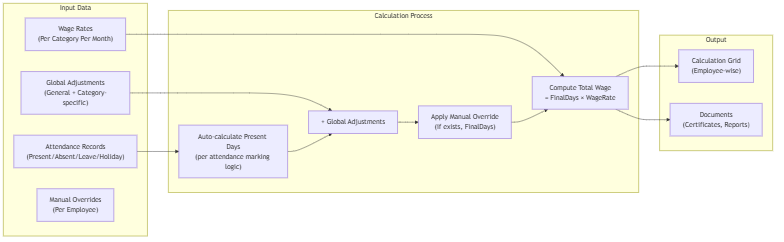 Input Data
Wage Rates
(Per Category Per Month)
Global Adjustments
(General + Category-
specific)
Attendance Records
(Present/Absent/Leave/Holiday)
Manual Overrides
(Per Employee)
Calculation Process
Auto-calculate Present
Days
(per attendance marking
logic)
+ Global Adjustments
Apply Manual Override
(if exists, FinalDays)
Compute Total Wage
= FinalDays × WageRate
Output
Calculation Grid
(Employee-wise)
Documents
(Certificates, Reports)